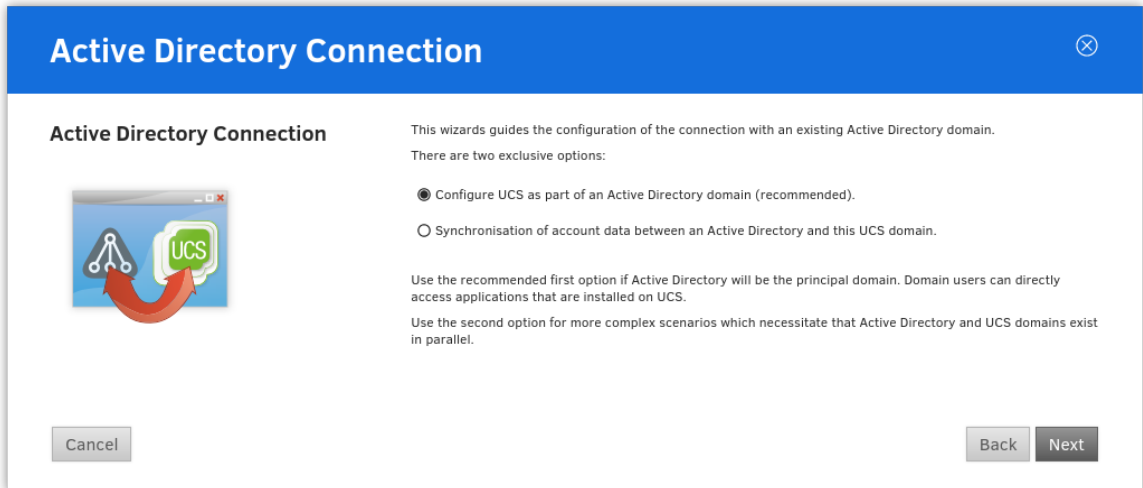 Active Directory Connection
Active Directory Connection
This wizards guides the configuration of the connection with an existing Active Directory domain.
There are two exclusive options:
Configure UCS as part of an Active Directory domain (recommended).
Synchronisation of account data between an Active Directory and this UCS domain.
UCS
Use the recommended first option if Active Directory will be the principal domain. Domain users can directly
access applications that are installed on UCS.
Use the second option for more complex scenarios which necessitate that Active Directory and UCS domains exist
in parallel.
Cancel
Back
Next